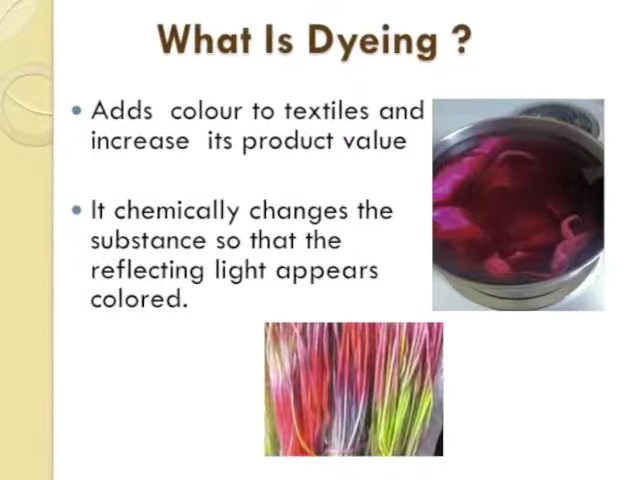 What Is Dyeing ?
Adds colour to textiles and
increase its product value
It chemically changes the
substance so that the
reflecting light appears
colored.